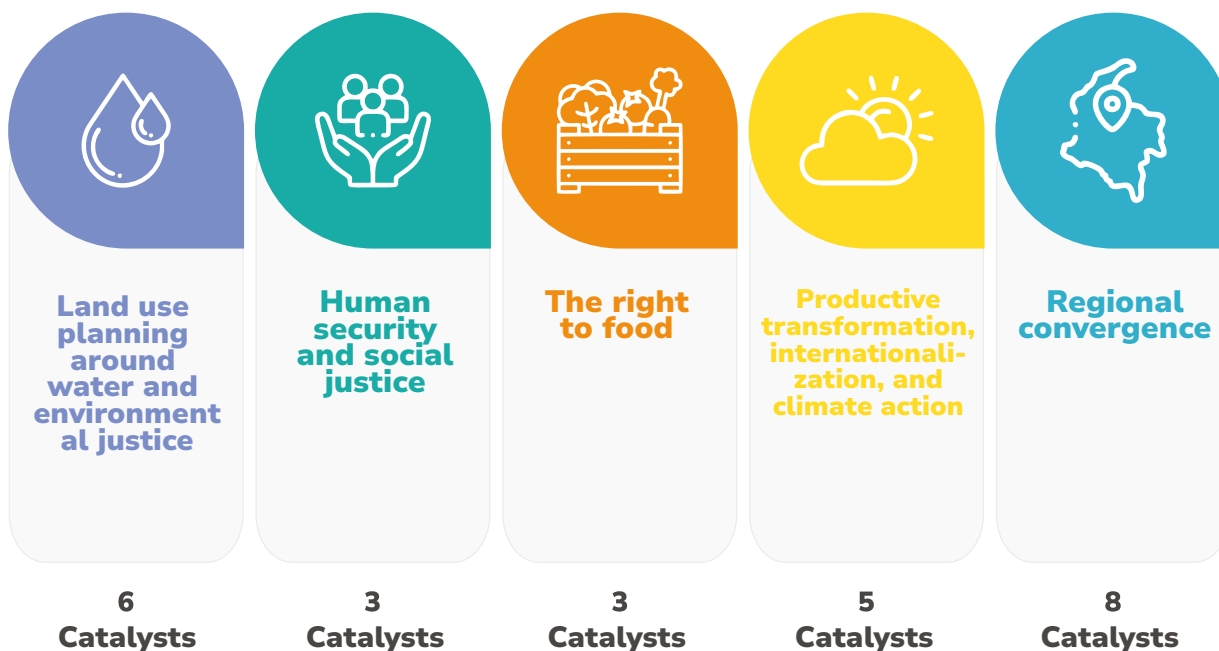 Land use
planning
around
water and
environment
al justice
Human
security
and social
justice
The right
to food
Productive
transformation,
internationali-
zation, and
climate action
Regional
convergence
6
Catalysts
3
Catalysts
3
Catalysts
5
Catalysts
8
Catalysts